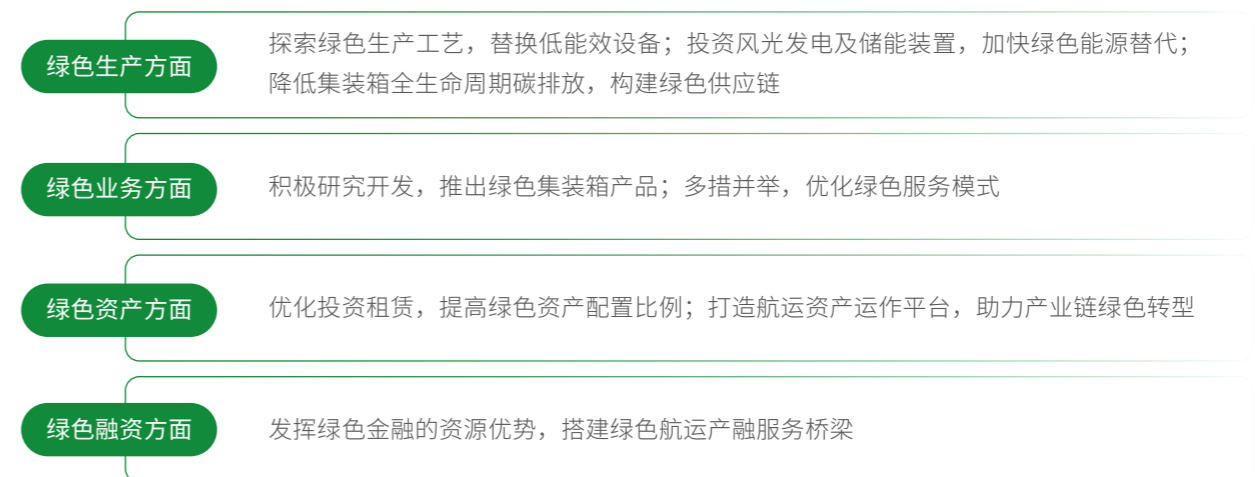 绿色生产方面
探索绿色生产工艺，替换低能效设备；投资风光发电及储能装置，加快绿色能源替代；
降低集装箱全生命周期碳排放，构建绿色供应链
绿色业务方面
积极研究开发，推出绿色集装箱产品；多措并举，优化绿色服务模式
绿色资产方面
优化投资租赁，提高绿色资产配置比例；打造航运资产运作平台，助力产业链绿色转型
绿色融资方面
发挥绿色金融的资源优势，搭建绿色航运产融服务桥梁